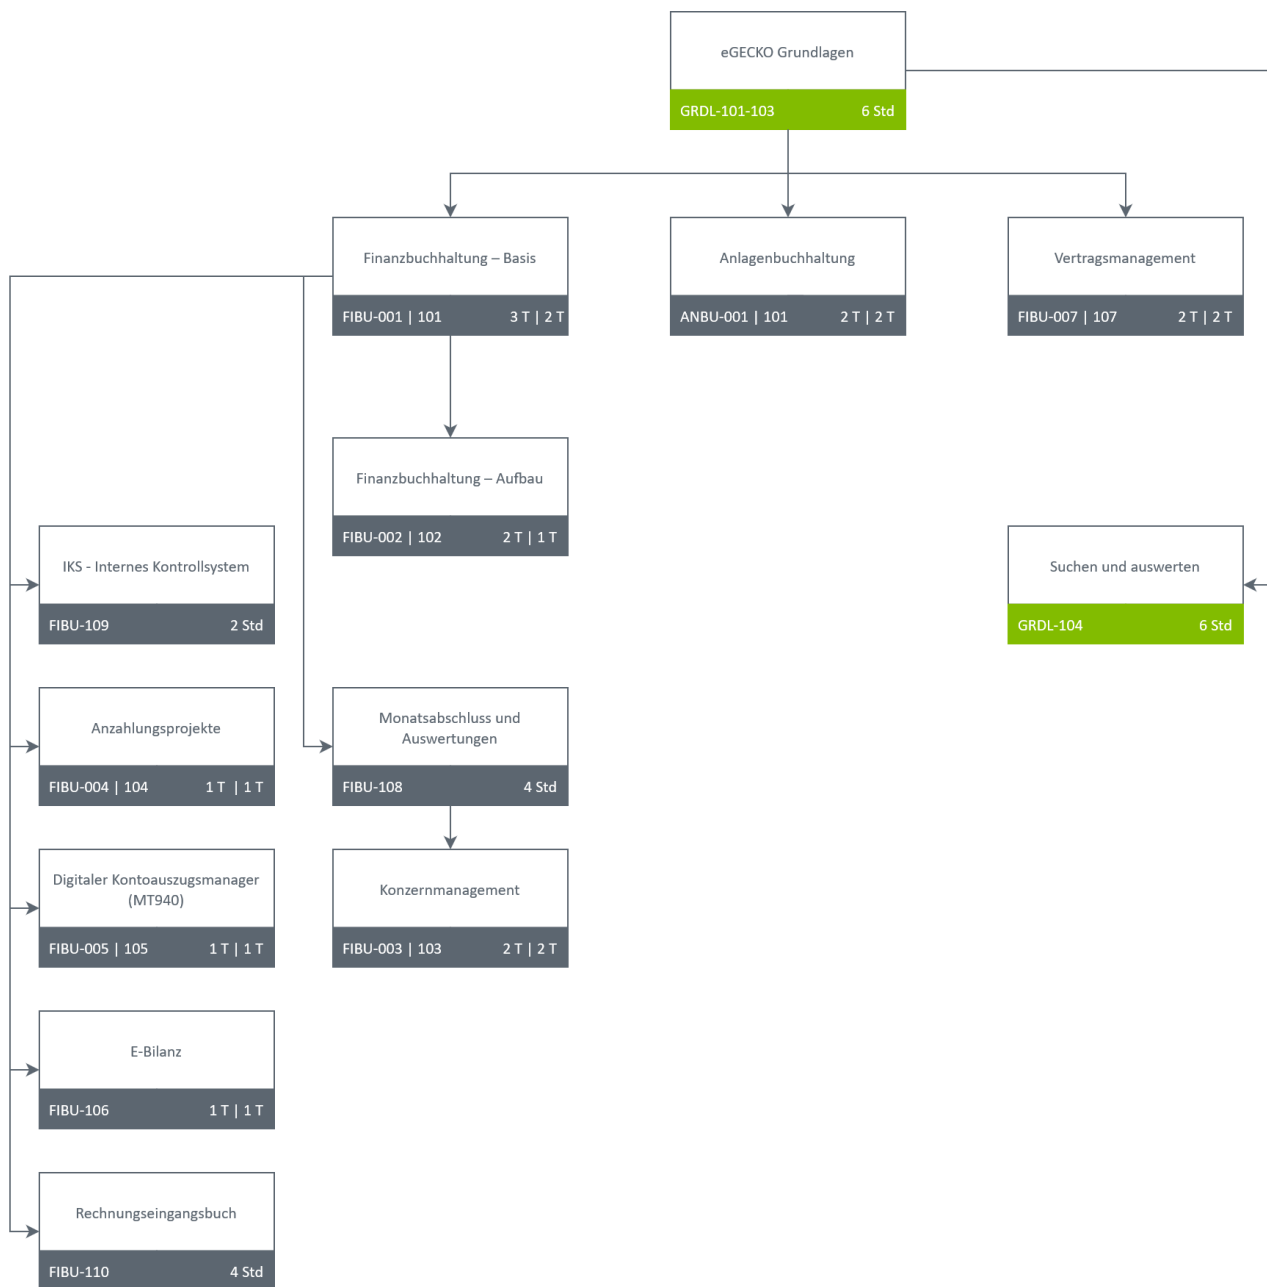 eGECKO Grundlagen
GRDL-101-103 6 Std
Finanzbuchhaltung – Basis
FIBU-001 | 101 3 T | 2 T
Anlagenbuchhaltung
ANBU-001 | 101 2 T | 2 T
Vertragsmanagement
FIBU-007 | 107 2 T | 2 T
Finanzbuchhaltung – Aufbau
FIBU-002 | 102 2 T | 1 T
IKS - Internes Kontrollsystem
FIBU-109 2 Std
Suchen und auswerten
GRDL-104 6 Std
Anzahlungsprojekte
FIBU-004 | 104 1 T | 1 T
Monatsabschluss und
Auswertungen
FIBU-108 4 Std
Digitaler Kontoauszugsmanager
(MT940)
FIBU-005 | 105 1 T | 1 T
Konzernmanagement
FIBU-003 | 103 2 T | 2 T
E-Bilanz
FIBU-106 1 T | 1 T
Rechnungseingangsbuch
FIBU-110 4 Std